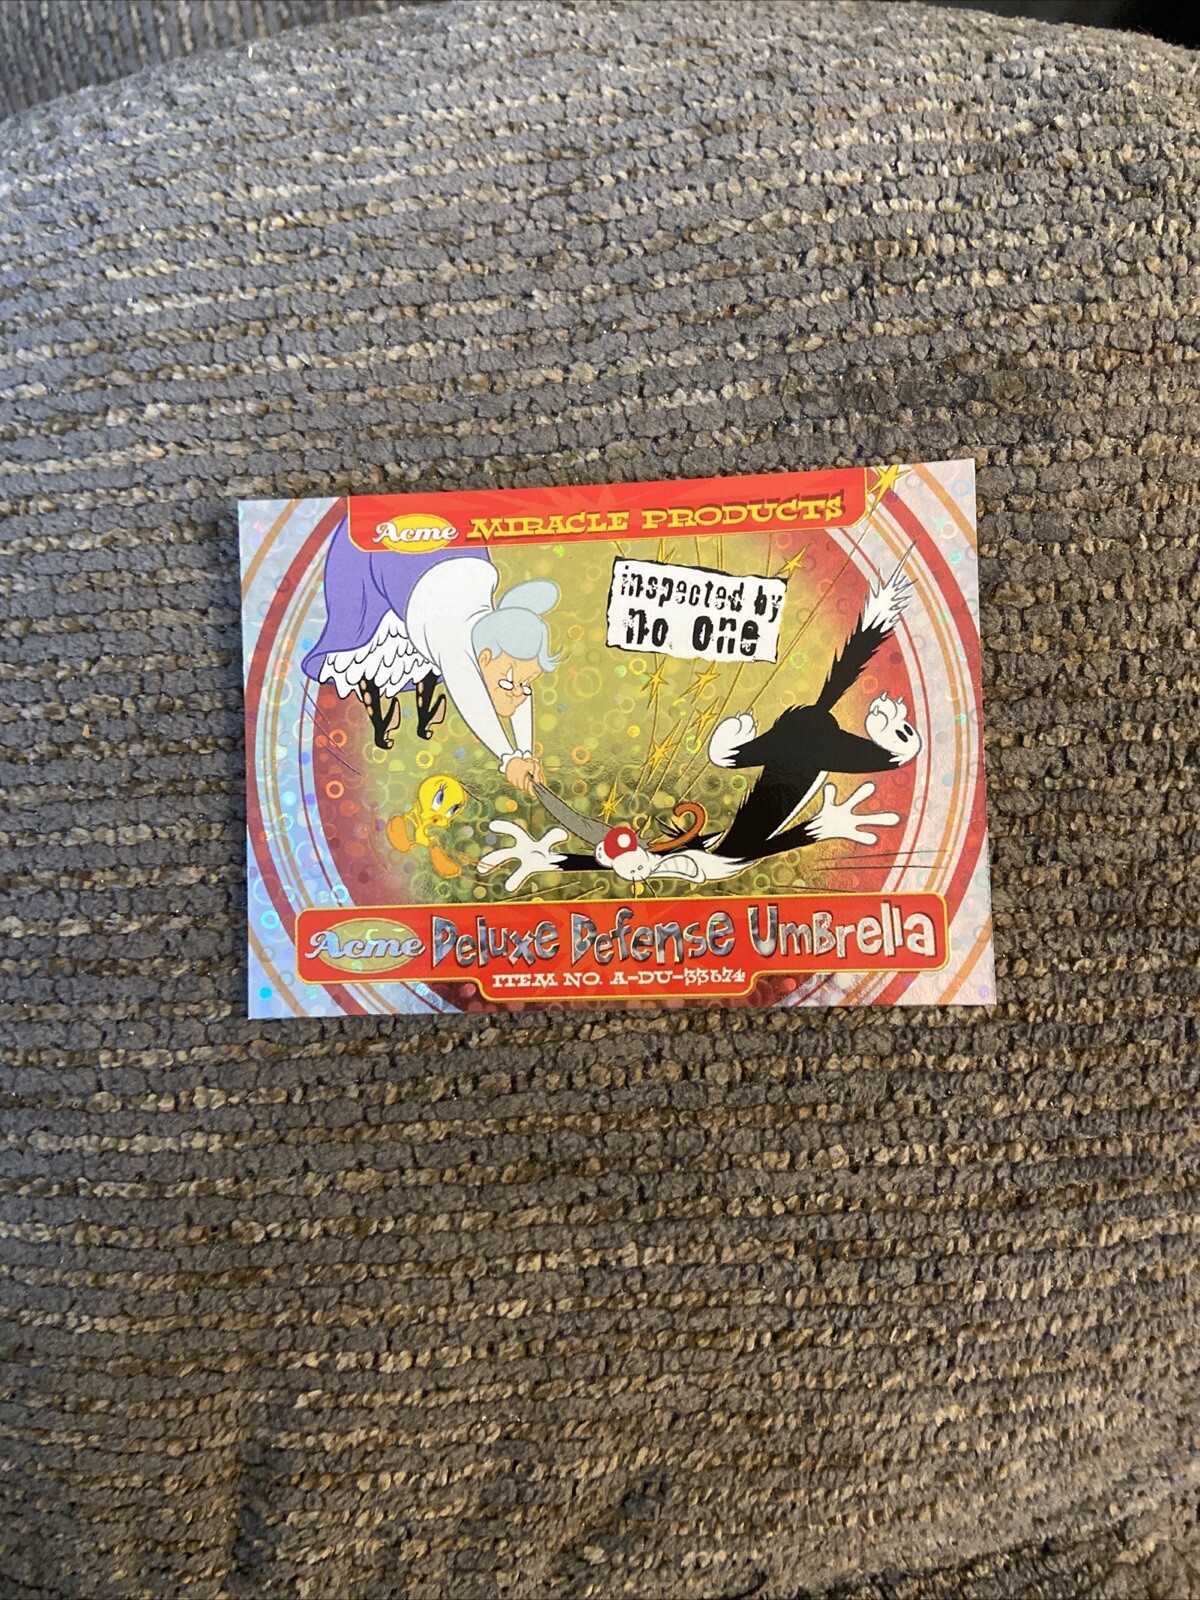 Acme MIRACLE PRODUCTS
inspected by
no. one
Acme Deluxe Defense Umbrella
ITEM NO. A-DU-33674